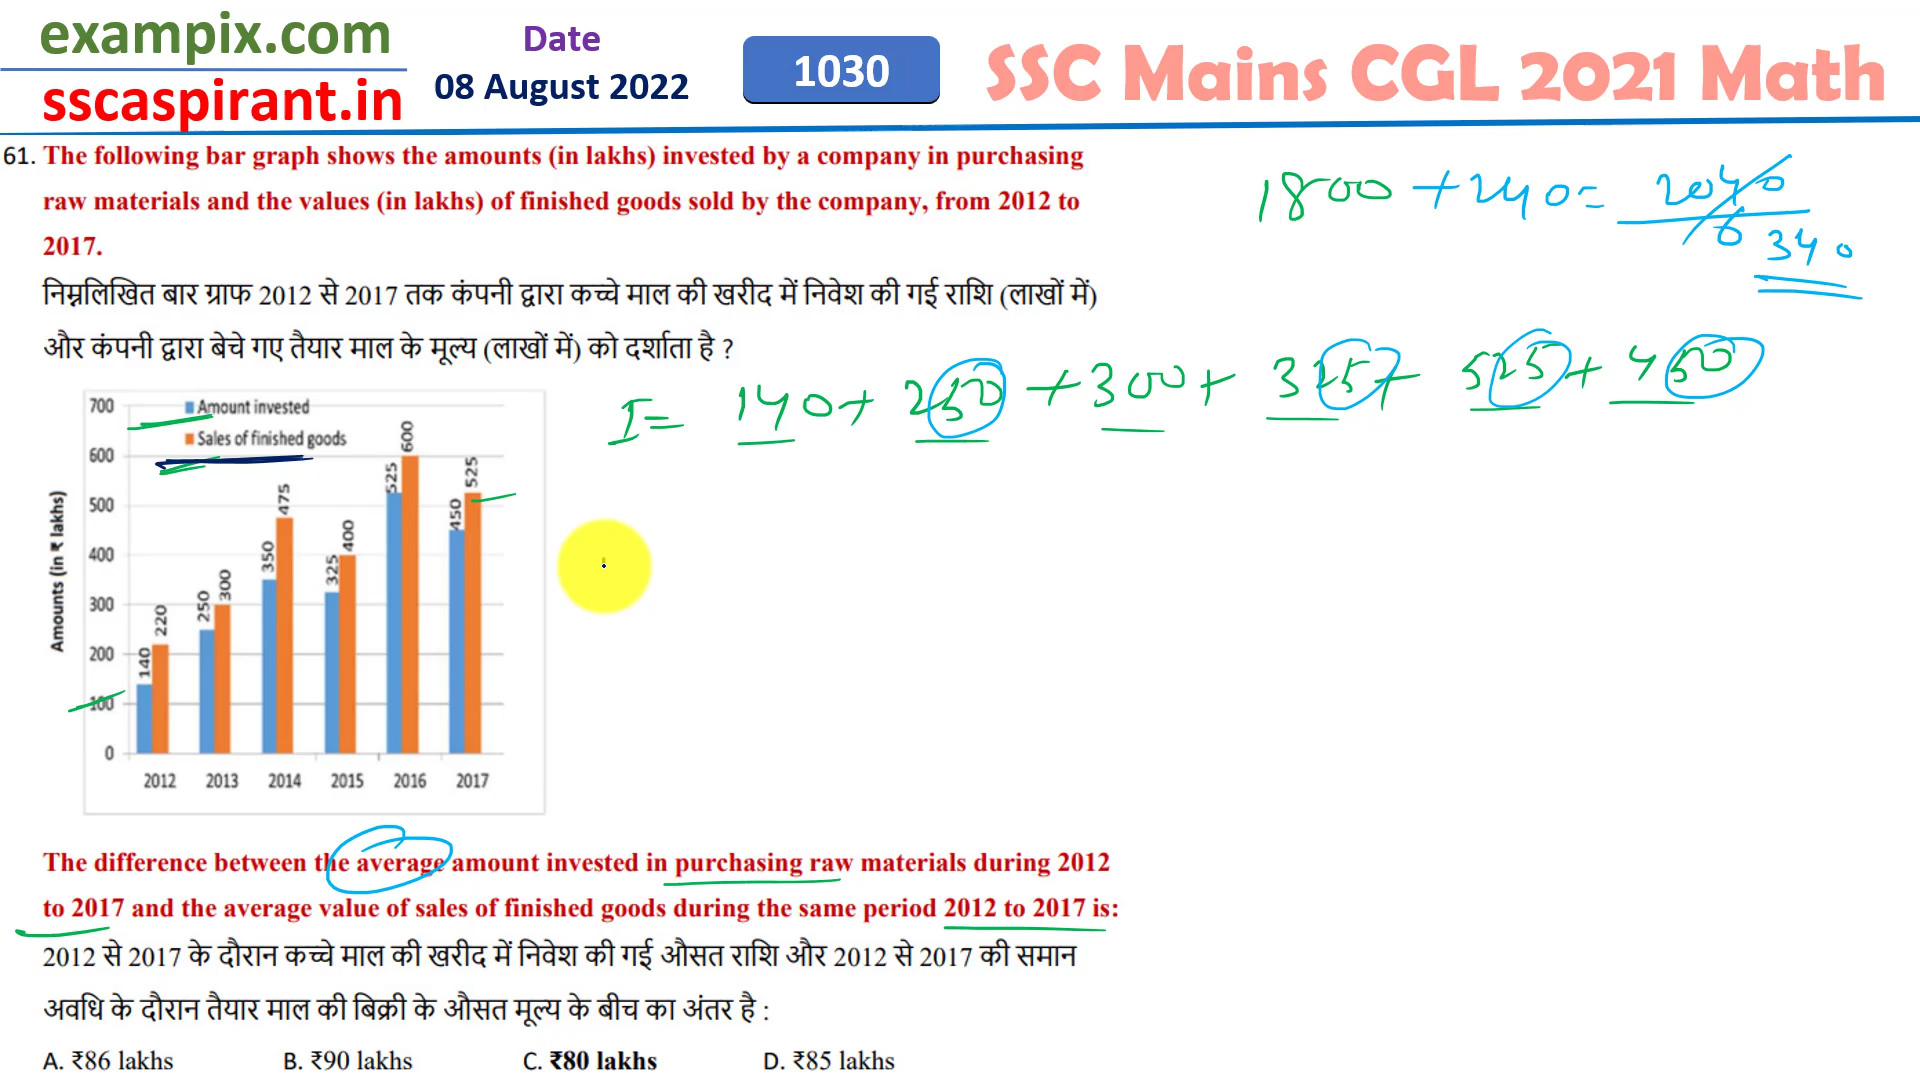 exampix.com
sscaspirant.in
Date
08 August 2022
1030
SSC Mains CGL 2021 Math
61. The following bar graph shows the amounts (in lakhs) invested by a company in purchasing
raw materials and the values (in lakhs) of finished goods sold by the company, from 2012 to
2017.
निम्नलिखित बार ग्राफ 2012 से 2017 तक कंपनी द्वारा कच्चे माल की खरीद में निवेश की गई राशि (लाखों में)
और कंपनी द्वारा बेचे गए तैयार माल के मूल्य (लाखों में) को दर्शाता है ?
1800 + 240 = 2040
6
340
I = 140 + 250 + 300 + 325 + 525 + 450
Amount invested
Sales of finished goods
Amounts (in ₹ lakhs)
700
600
500
400
300
200
100
0
140 220 250 300 350 475 325 400 525 600 450 525
2012 2013 2014 2015 2016 2017
The difference between the average amount invested in purchasing raw materials during 2012
to 2017 and the average value of sales of finished goods during the same period 2012 to 2017 is:
2012 से 2017 के दौरान कच्चे माल की खरीद में निवेश की गई औसत राशि और 2012 से 2017 की समान
अवधि के दौरान तैयार माल की बिक्री के औसत मूल्य के बीच का अंतर है :
A. ₹86 lakhs B. ₹90 lakhs C. ₹80 lakhs D. ₹85 lakhs